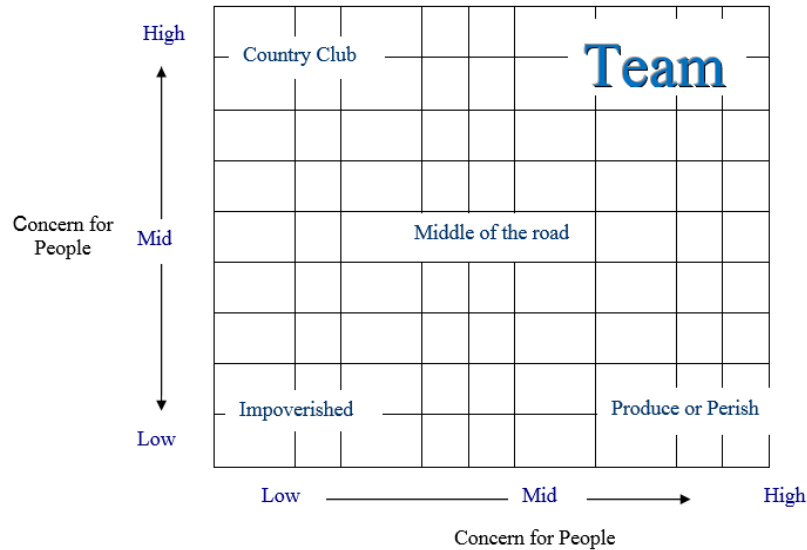 High
Country Club
Team
Concern for
People
Mid
Middle of the road
Impoverished
Produce or Perish
Low
Low
Mid
High
Concern for People